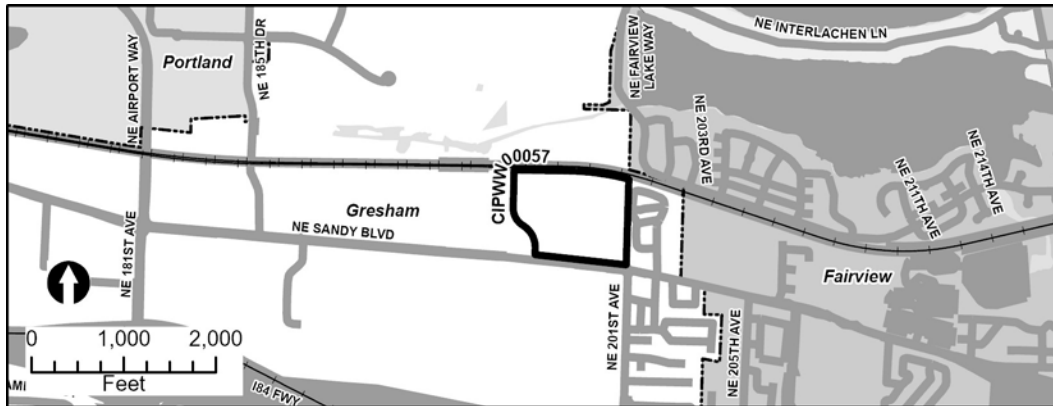 NE INTERLACHEN LN
Portland
NE AIRPORT WAY
NE 185TH DR
NE FAIRVIEW
LAKE WAY
NE 203RD AVE
NE 211TH AVE
NE 214TH AVE
CIPWW00057
Gresham
NE SANDY BLVD
NE 181ST AVE
Fairview
NE 201ST AVE
NE 205TH AVE
0 1,000 2,000
Feet
I84 FWY